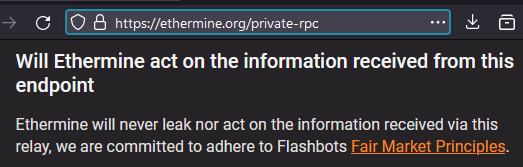 https://ethermine.org/private-rpc
Will Ethermine act on the information received from this
endpoint
Ethermine will never leak nor act on the information received via this
relay, we are committed to adhere to Flashbots Fair Market Principles.